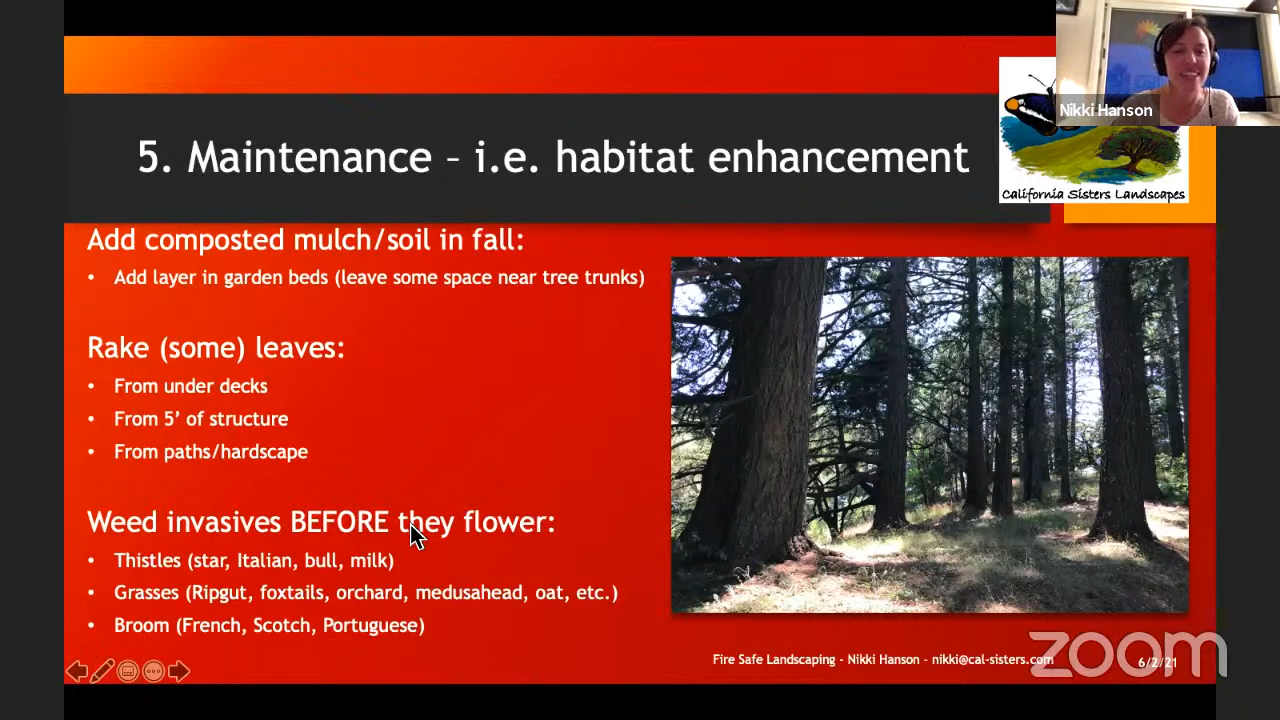 Nikki Hanson
5. Maintenance – i.e. habitat enhancement
California Sisters Landscapes
Add composted mulch/soil in fall:
• Add layer in garden beds (leave some space near tree trunks)
Rake (some) leaves:
• From under decks
• From 5’ of structure
• From paths/hardscape
Weed invasives BEFORE they flower:
• Thistles (star, Italian, bull, milk)
• Grasses (Ripgut, foxtails, orchard, medusahead, oat, etc.)
• Broom (French, Scotch, Portuguese)
Fire Safe Landscaping - Nikki Hanson – nikki@cal-sisters.com
6/2/21
zoom